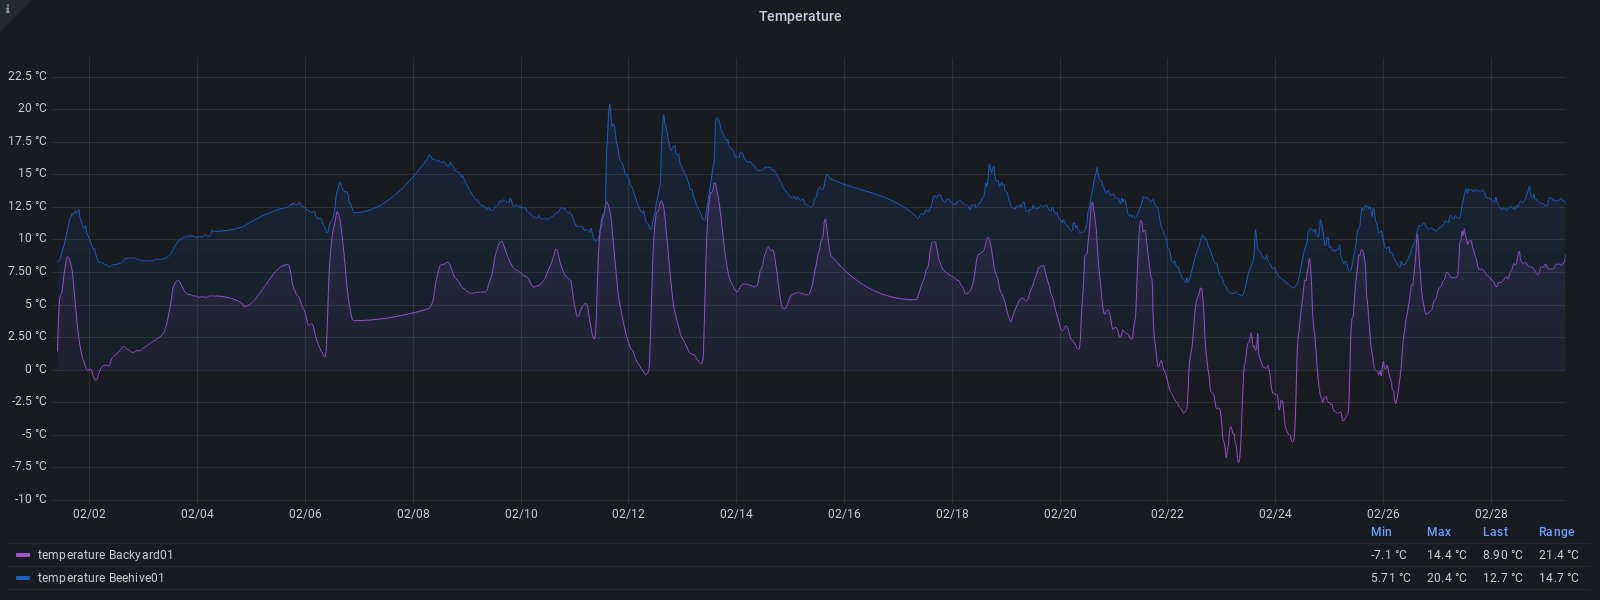 i
Temperature
22.5 °C
20 °C
17.5 °C
15 °C
12.5 °C
10 °C
7.50 °C
5 °C
2.50 °C
0 °C
-2.5 °C
-5 °C
-7.5 °C
-10 °C
02/02 02/04 02/06 02/08 02/10 02/12 02/14 02/16 02/18 02/20 02/22 02/24 02/26 02/28
Min Max Last Range
temperature Backyard01 -7.1 °C 14.4 °C 8.90 °C 21.4 °C
temperature Beehive01 5.71 °C 20.4 °C 12.7 °C 14.7 °C